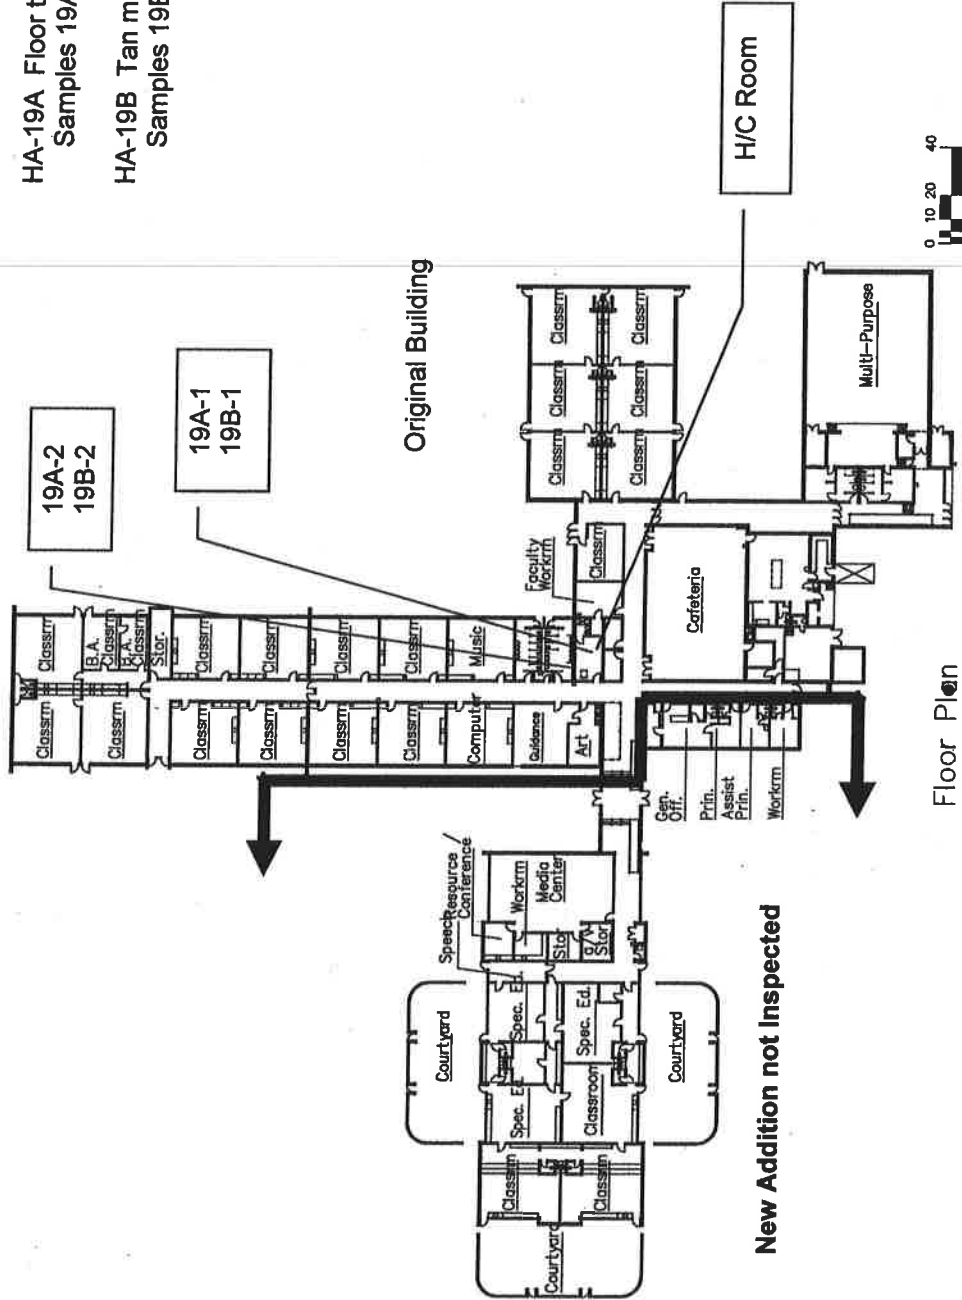 HA-19A Floor t
Samples 19A
HA-19B Tan m
Samples 19B
19A-2
19B-2
19A-1
19B-1
H/C Room
Original Building
Classrm
Classrm
Classrm
Classrm
B.A.
Classrm
B.A.
Classrm
Stor.
Classrm
Classrm
Classrm
Classrm
Classrm
Classrm
Classrm
Classrm
Music
Computer
Guidance
Art
Faculty
Workrm
Classrm
Classrm
Classrm
Classrm
Classrm
Classrm
Classrm
Cafeteria
Multi-Purpose
0 10 20 40
Gen.
Off.
Prin.
Assist
Prin.
Workrm
Speech
Resource /
Conference
Workrm
Media
Center
Stor
Stor
Spec. Ed.
Spec. Ed.
Spec. Ed.
Classroom
Classrm
Classrm
Courtyard
Courtyard
Courtyard
New Addition not Inspected
Floor Plan